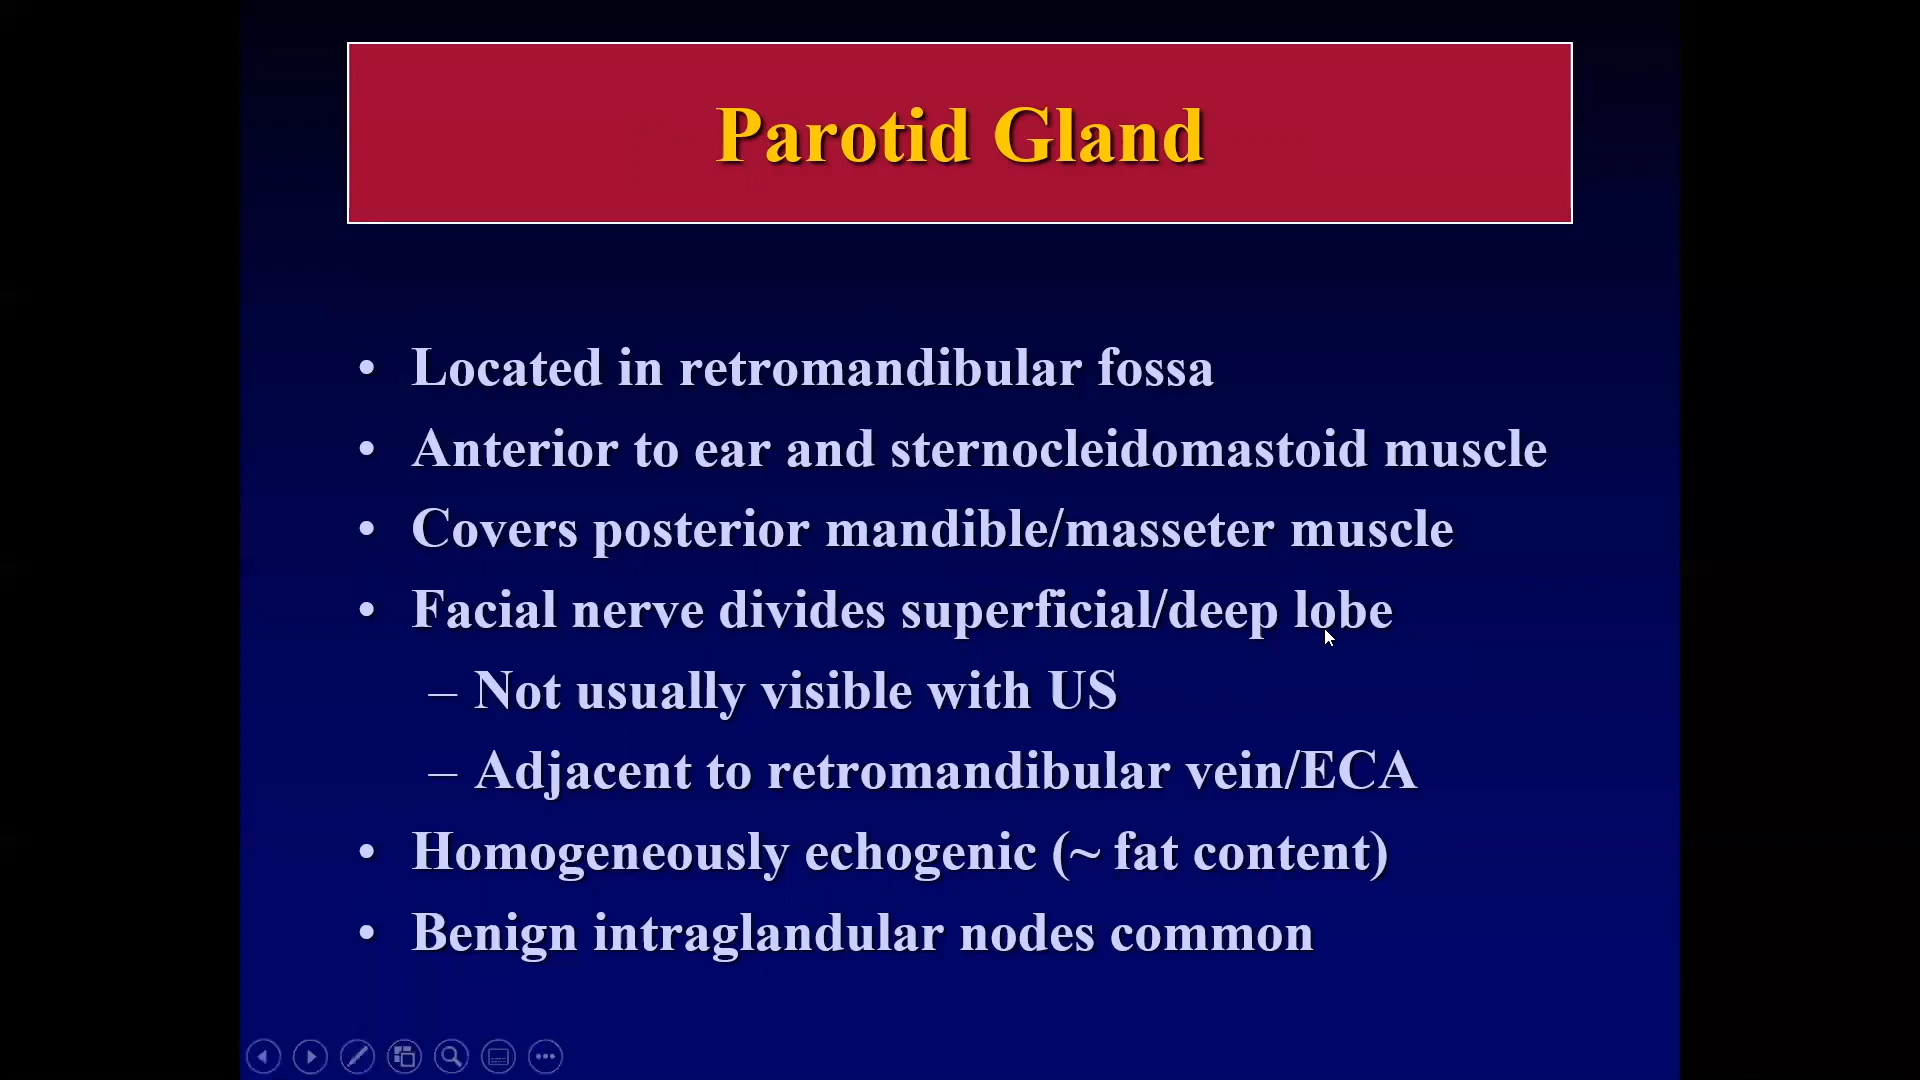 Parotid Gland
• Located in retromandibular fossa
• Anterior to ear and sternocleidomastoid muscle
• Covers posterior mandible/masseter muscle
• Facial nerve divides superficial/deep lobe
– Not usually visible with US
– Adjacent to retromandibular vein/ECA
• Homogeneously echogenic (~ fat content)
• Benign intraglandular nodes common